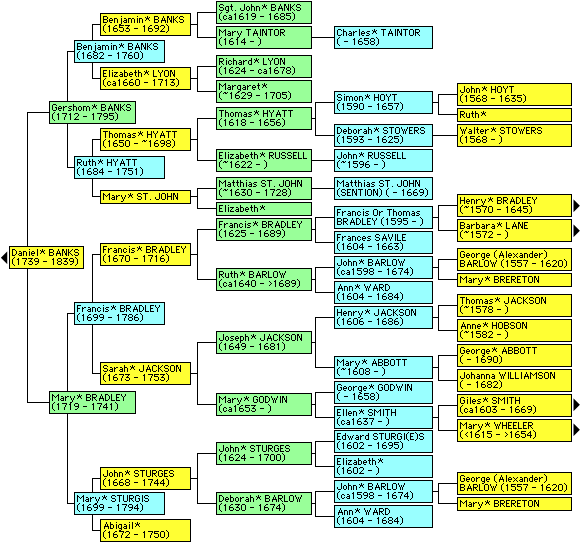 Benjamin* BANKS
(1653 - 1692)
Sgt. John* BANKS
(ca1619 - 1685)
Mary TAINTOR
(1614 - )
Charles* TAINTOR
( - 1658)
Benjamin* BANKS
(1682 - 1760)
Elizabeth* LYON
(ca1660 - 1713)
Richard* LYON
(1624 - ca1678)
Margaret*
(~1629 - 1705)
Gershom* BANKS
(1712 - 1795)
Thomas* HYATT
(1650 - ~1698)
Thomas* HYATT
(1618 - 1656)
Simon* HOYT
(1590 - 1657)
John* HOYT
(1568 - 1635)
Ruth*
Deborah* STOWERS
(1593 - 1625)
Walter* STOWERS
(1568 - )
Ruth* HYATT
(1684 - 1751)
Elizabeth* RUSSELL
(~1622 - )
John* RUSSELL
(~1596 - )
Mary* ST. JOHN
Matthias ST. JOHN
(~1630 - 1728)
Matthias ST. JOHN
(SENTION) ( - 1669)
Elizabeth*
Daniel* BANKS
(1739 - 1839)
Francis* BRADLEY
(1670 - 1716)
Francis* BRADLEY
(1625 - 1689)
Francis Or Thomas
BRADLEY (1595 - )
Henry* BRADLEY
(~1570 - 1645)
Barbara* LANE
(~1572 - )
Frances SAVILE
(1604 - 1663)
Ruth* BARLOW
(ca1640 - >1689)
John* BARLOW
(ca1598 - 1674)
George (Alexander)
BARLOW (1557 - 1620)
Mary* BRERETON
Ann* WARD
(1604 - 1684)
Francis* BRADLEY
(1699 - 1786)
Sarah* JACKSON
(1673 - 1753)
Joseph* JACKSON
(1649 - 1681)
Henry* JACKSON
(1606 - 1686)
Thomas* JACKSON
(~1578 - )
Anne* HOBSON
(~1582 - )
Mary* ABBOTT
(~1608 - )
George* ABBOTT
( - 1690)
Johanna WILLIAMSON
( - 1682)
Mary* GODWIN
(ca1653 - )
George* GODWIN
( - 1658)
Ellen* SMITH
(ca1637 - )
Giles* SMITH
(ca1603 - 1669)
Mary* WHEELER
(<1615 - >1654)
Mary* BRADLEY
(1719 - 1741)
John* STURGES
(1668 - 1744)
John* STURGES
(1624 - 1700)
Edward STURGI(E)S
(1602 - 1695)
Elizabeth*
(1602 - )
Mary* STURGIS
(1699 - 1794)
Deborah* BARLOW
(1630 - 1674)
John* BARLOW
(ca1598 - 1674)
George (Alexander)
BARLOW (1557 - 1620)
Mary* BRERETON
Ann* WARD
(1604 - 1684)
Abigail*
(1672 - 1750)